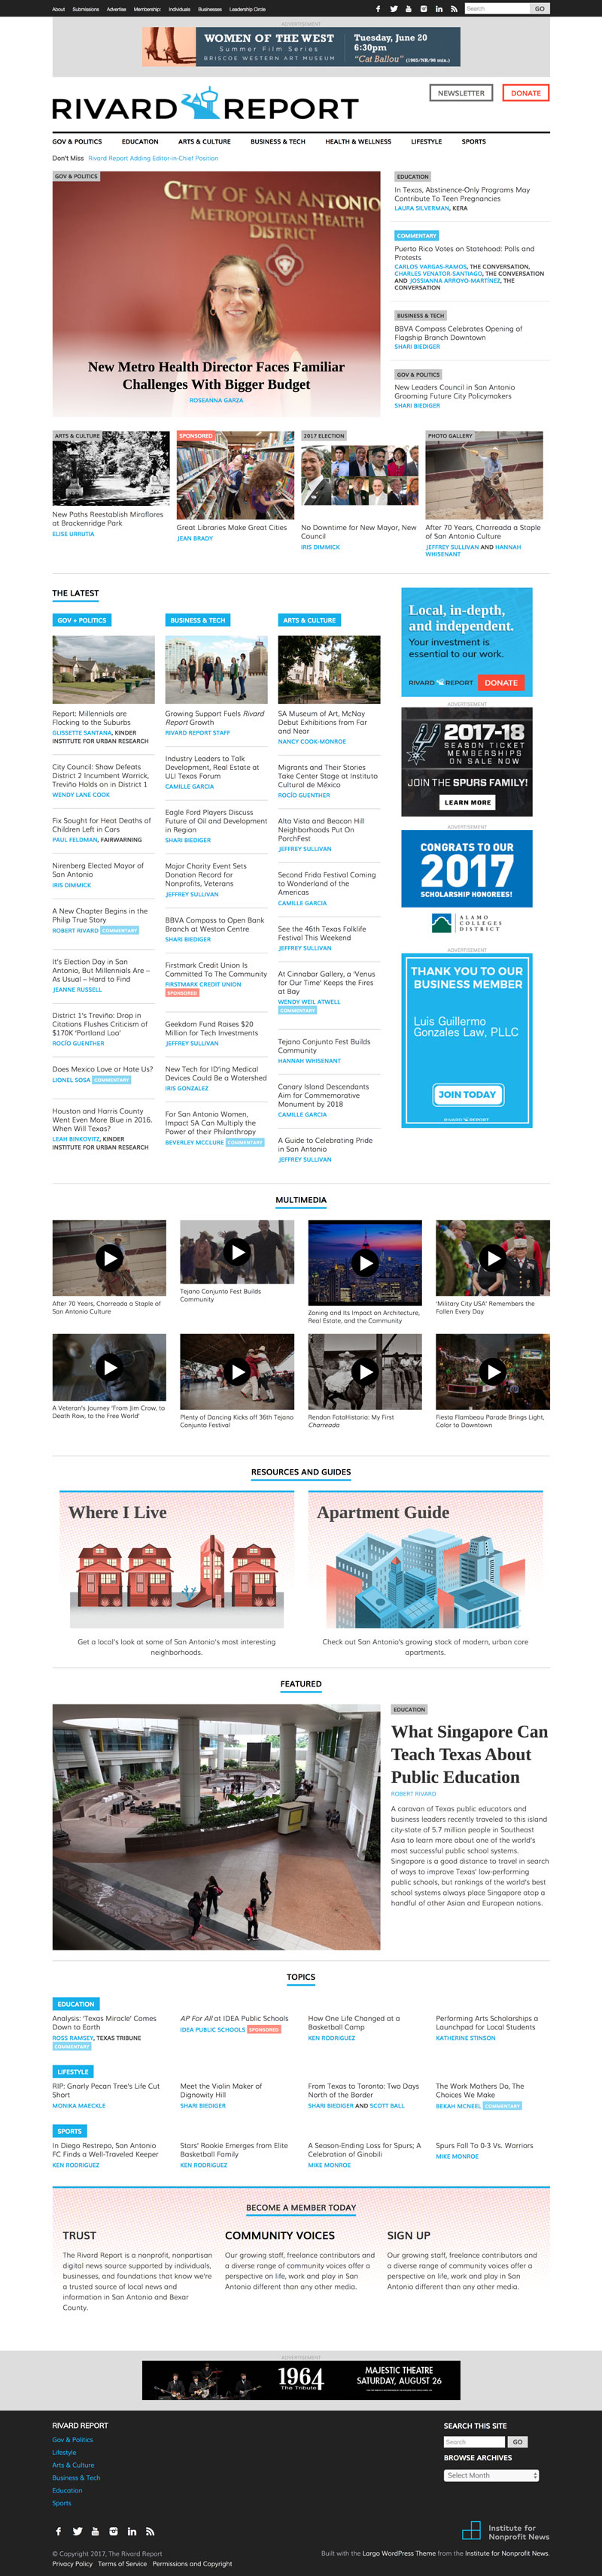 About Submissions Advertise Membership: Individuals Businesses Leadership Circle
Search GO
ADVERTISEMENT
WOMEN OF THE WEST
Summer Film Series
BRISCOE WESTERN ART MUSEUM
Tuesday, June 20
6:30pm
"Cat Ballou" (1965/NR/96 min.)
RIVARD REPORT
NEWSLETTER
DONATE
GOV & POLITICS EDUCATION ARTS & CULTURE BUSINESS & TECH HEALTH & WELLNESS LIFESTYLE SPORTS
Don't Miss Rivard Report Adding Editor-in-Chief Position
GOV & POLITICS
CITY OF SAN ANTONIO
METROPOLITAN HEALTH
DISTRICT
New Metro Health Director Faces Familiar
Challenges With Bigger Budget
ROSEANNA GARZA
EDUCATION
In Texas, Abstinence-Only Programs May
Contribute To Teen Pregnancies
LAURA SILVERMAN, KERA
COMMENTARY
Puerto Rico Votes on Statehood: Polls and
Protests
CARLOS VARGAS-RAMOS, THE CONVERSATION,
CHARLES VENATOR-SANTIAGO, THE CONVERSATION
AND JOSSIANNA ARROYO-MARTÍNEZ, THE
CONVERSATION
BUSINESS & TECH
BBVA Compass Celebrates Opening of
Flagship Branch Downtown
SHARI BIEDIGER
GOV & POLITICS
New Leaders Council in San Antonio
Grooming Future City Policymakers
SHARI BIEDIGER
ARTS & CULTURE
New Paths Reestablish Miraflores
at Brackenridge Park
ELISE URRUTIA
SPONSORED
Great Libraries Make Great Cities
JEAN BRADY
2017 ELECTION
No Downtime for New Mayor, New
Council
IRIS DIMMICK
PHOTO GALLERY
After 70 Years, Charreada a Staple
of San Antonio Culture
JEFFREY SULLIVAN AND HANNAH
WHISENANT
THE LATEST
GOV + POLITICS
Report: Millennials are
Flocking to the Suburbs
GLISSETTE SANTANA, KINDER
INSTITUTE FOR URBAN RESEARCH
City Council: Shaw Defeats
District 2 Incumbent Warrick,
Treviño Holds on in District 1
WENDY LANE COOK
Fix Sought for Heat Deaths of
Children Left in Cars
PAUL FELDMAN, FAIRWARNING
Nirenberg Elected Mayor of
San Antonio
IRIS DIMMICK
A New Chapter Begins in the
Philip True Story
ROBERT RIVARD COMMENTARY
It's Election Day in San
Antonio, But Millennials Are –
As Usual – Hard to Find
JEANNE RUSSELL
District 1's Treviño: Drop in
Citations Flushes Criticism of
$170K 'Portland Loo'
ROCÍO GUENTHER
Does Mexico Love or Hate Us?
LIONEL SOSA COMMENTARY
Houston and Harris County
Went Even More Blue in 2016.
When Will Texas?
LEAH BINKOVITZ, KINDER
INSTITUTE FOR URBAN RESEARCH
BUSINESS & TECH
Growing Support Fuels Rivard
Report Growth
RIVARD REPORT STAFF
Industry Leaders to Talk
Development, Real Estate at
ULI Texas Forum
CAMILLE GARCIA
Eagle Ford Players Discuss
Future of Oil and Development
in Region
SHARI BIEDIGER
Major Charity Event Sets
Donation Record for
Nonprofits, Veterans
JEFFREY SULLIVAN
BBVA Compass to Open Bank
Branch at Weston Centre
SHARI BIEDIGER
Firstmark Credit Union Is
Committed To The Community
FIRSTMARK CREDIT UNION
SPONSORED
Geekdom Fund Raises $20
Million for Tech Investments
JEFFREY SULLIVAN
New Tech for ID'ing Medical
Devices Could Be a Watershed
IRIS GONZALEZ
For San Antonio Women,
Impact SA Can Multiply the
Power of their Philanthropy
BEVERLEY MCCLURE COMMENTARY
ARTS & CULTURE
SA Museum of Art, McNay
Debut Exhibitions from Far
and Near
NANCY COOK-MONROE
Migrants and Their Stories
Take Center Stage at Instituto
Cultural de México
ROCÍO GUENTHER
Alta Vista and Beacon Hill
Neighborhoods Put On
PorchFest
JEFFREY SULLIVAN
Second Frida Festival Coming
to Wonderland of the
Americas
CAMILLE GARCIA
See the 46th Texas Folklife
Festival This Weekend
JEFFREY SULLIVAN
At Cinnabar Gallery, a 'Venus
for Our Time' Keeps the Fires
at Bay
WENDY WEIL ATWELL
COMMENTARY
Tejano Conjunto Fest Builds
Community
HANNAH WHISENANT
Canary Island Descendants
Aim for Commemorative
Monument by 2018
CAMILLE GARCIA
A Guide to Celebrating Pride
in San Antonio
JEFFREY SULLIVAN
Local, in-depth,
and independent.
Your investment is
essential to our work.
RIVARD REPORT DONATE
ADVERTISEMENT
2017-18
SEASON TICKET
MEMBERSHIPS
ON SALE NOW
JOIN THE SPURS FAMILY!
LEARN MORE
ADVERTISEMENT
CONGRATS TO OUR
2017
SCHOLARSHIP HONOREES!
ALAMO
COLLEGES
DISTRICT
ADVERTISEMENT
THANK YOU TO OUR
BUSINESS MEMBER
Luis Guillermo
Gonzales Law, PLLC
JOIN TODAY
RIVARD REPORT
MULTIMEDIA
After 70 Years, Charreada a Staple of
San Antonio Culture
Tejano Conjunto Fest Builds
Community
Zoning and Its Impact on Architecture,
Real Estate, and the Community
'Military City USA' Remembers the
Fallen Every Day
A Veteran's Journey 'From Jim Crow, to
Death Row, to the Free World'
Plenty of Dancing Kicks off 36th Tejano
Conjunto Festival
Rendon FotoHistoria: My First
Charreada
Fiesta Flambeau Parade Brings Light,
Color to Downtown
RESOURCES AND GUIDES
Where I Live
Get a local's look at some of San Antonio's most interesting
neighborhoods.
Apartment Guide
Check out San Antonio's growing stock of modern, urban core
apartments.
FEATURED
EDUCATION
What Singapore Can
Teach Texas About
Public Education
ROBERT RIVARD
A caravan of Texas public educators and
business leaders recently traveled to this island
city-state of 5.7 million people in Southeast
Asia to learn more about one of the world's
most successful public school systems.
Singapore is a good distance to travel in search
of ways to improve Texas' low-performing
public schools, but rankings of the world's best
school systems always place Singapore atop a
handful of other Asian and European nations.
TOPICS
EDUCATION
Analysis: 'Texas Miracle' Comes
Down to Earth
ROSS RAMSEY, TEXAS TRIBUNE
COMMENTARY
AP For All at IDEA Public Schools
IDEA PUBLIC SCHOOLS SPONSORED
How One Life Changed at a
Basketball Camp
KEN RODRIGUEZ
Performing Arts Scholarships a
Launchpad for Local Students
KATHERINE STINSON
LIFESTYLE
RIP: Gnarly Pecan Tree's Life Cut
Short
MONIKA MAECKLE
Meet the Violin Maker of
Dignowity Hill
SHARI BIEDIGER
From Texas to Toronto: Two Days
North of the Border
SHARI BIEDIGER AND SCOTT BALL
The Work Mothers Do, The
Choices We Make
BEKAH MCNEEL COMMENTARY
SPORTS
In Diego Restrepo, San Antonio
FC Finds a Well-Traveled Keeper
KEN RODRIGUEZ
Stars' Rookie Emerges from Elite
Basketball Family
KEN RODRIGUEZ
A Season-Ending Loss for Spurs; A
Celebration of Ginobili
MIKE MONROE
Spurs Fall To 0-3 Vs. Warriors
MIKE MONROE
BECOME A MEMBER TODAY
TRUST
The Rivard Report is a nonprofit, nonpartisan
digital news source supported by individuals,
businesses, and foundations that know we're
a trusted source of local news and
information in San Antonio and Bexar
County.
COMMUNITY VOICES
Our growing staff, freelance contributors and
a diverse range of community voices offer a
perspective on life, work and play in San
Antonio different than any other media.
SIGN UP
Our growing staff, freelance contributors and
a diverse range of community voices offer a
perspective on life, work and play in San
Antonio different than any other media.
ADVERTISEMENT
1964
The Tribute
MAJESTIC THEATRE
SATURDAY, AUGUST 26
RIVARD REPORT
Gov & Politics
Lifestyle
Arts & Culture
Business & Tech
Education
Sports
SEARCH THIS SITE
Search GO
BROWSE ARCHIVES
Select Month
Institute for
Nonprofit News
© Copyright 2017, The Rivard Report
Built with the Largo WordPress Theme from the Institute for Nonprofit News.
Privacy Policy Terms of Service Permissions and Copyright